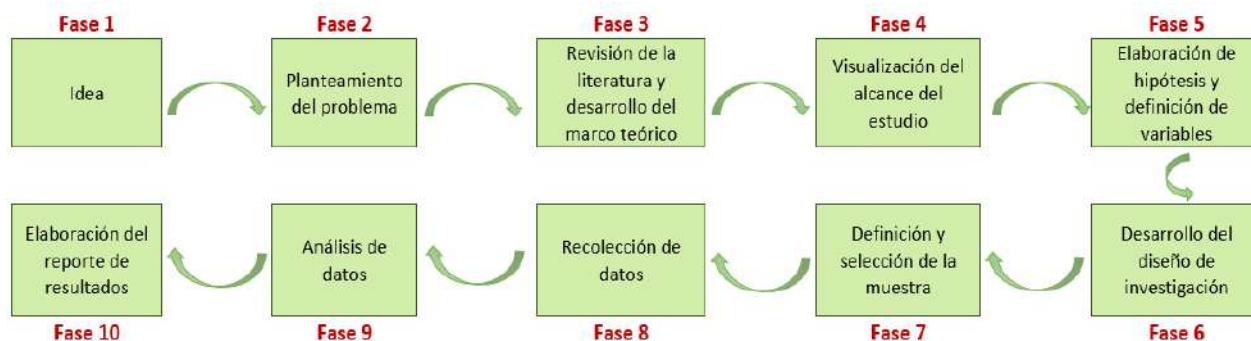 Fase 1
Idea
Fase 2
Planteamiento
del problema
Fase 3
Revisión de la
literatura y
desarrollo del
marco teórico
Fase 4
Visualización del
alcance del
estudio
Fase 5
Elaboración de
hipótesis y
definición de
variables
Desarrollo del
diseño de
investigación
Fase 6
Definición y
selección de la
muestra
Fase 7
Recolección de
datos
Fase 8
Análisis de
datos
Fase 9
Elaboración del
reporte de
resultados
Fase 10